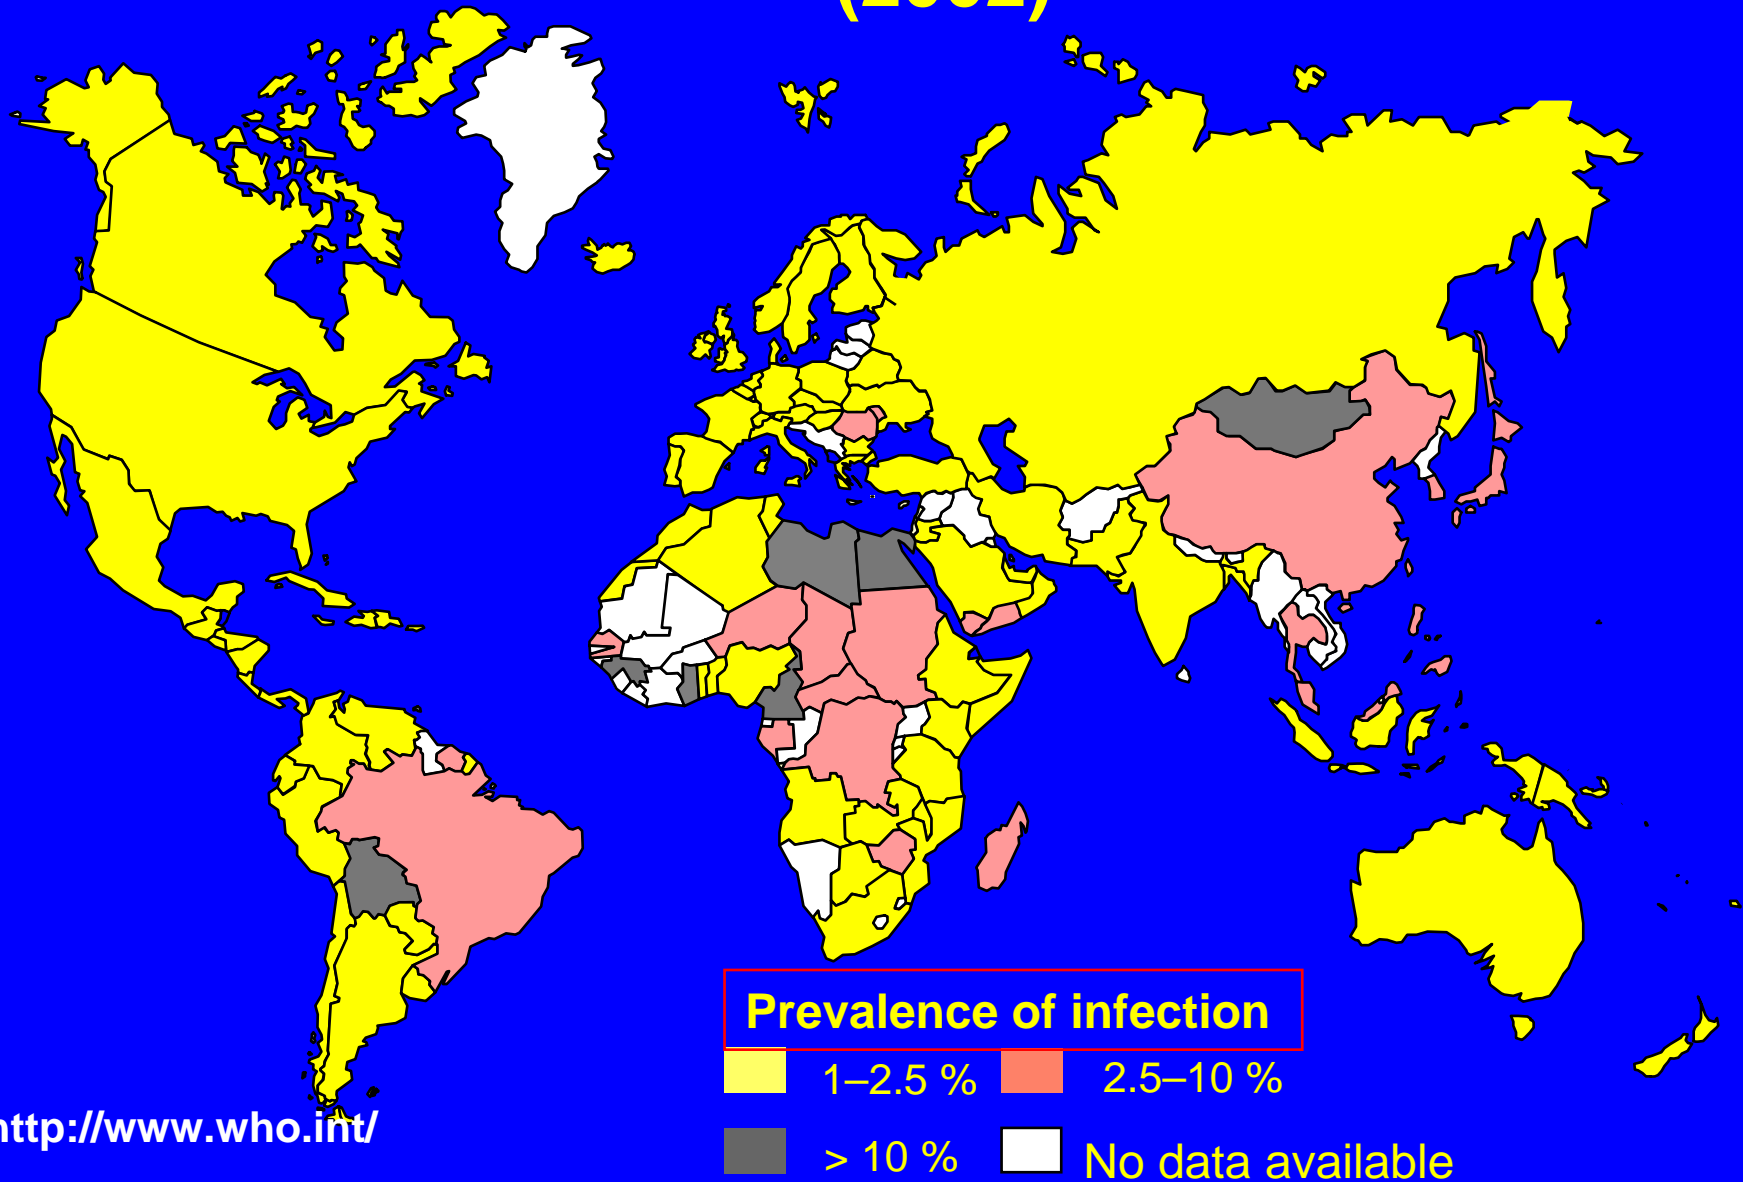 Prevalence of infection
1–2.5 %
2.5–10 %
> 10 %
No data available
http://www.who.int/